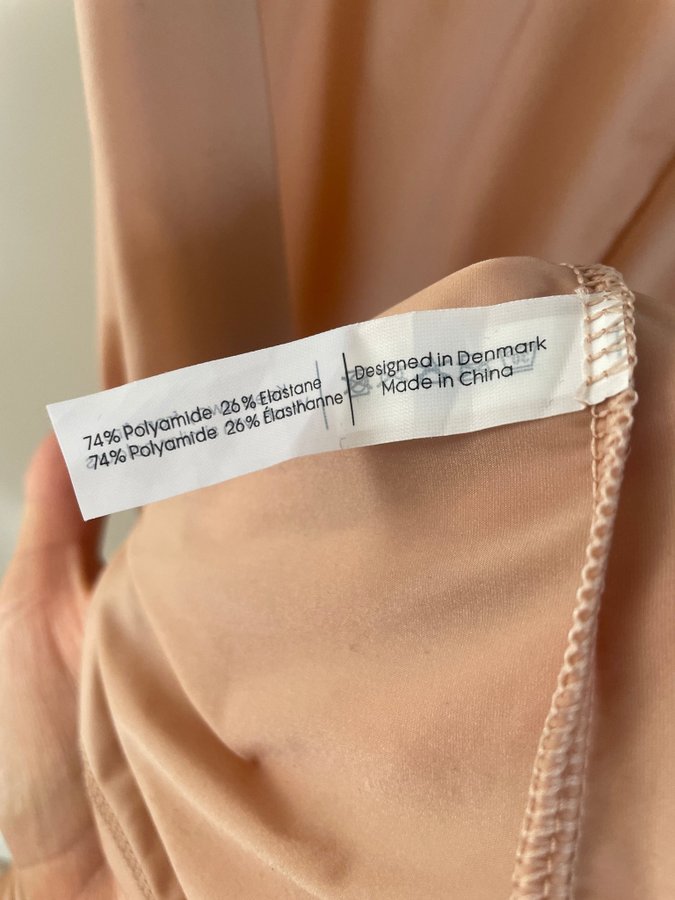 74% Polyamide 26% Elastane
74% Polyamide 26% Élasthanne
Designed in Denmark
Made in China